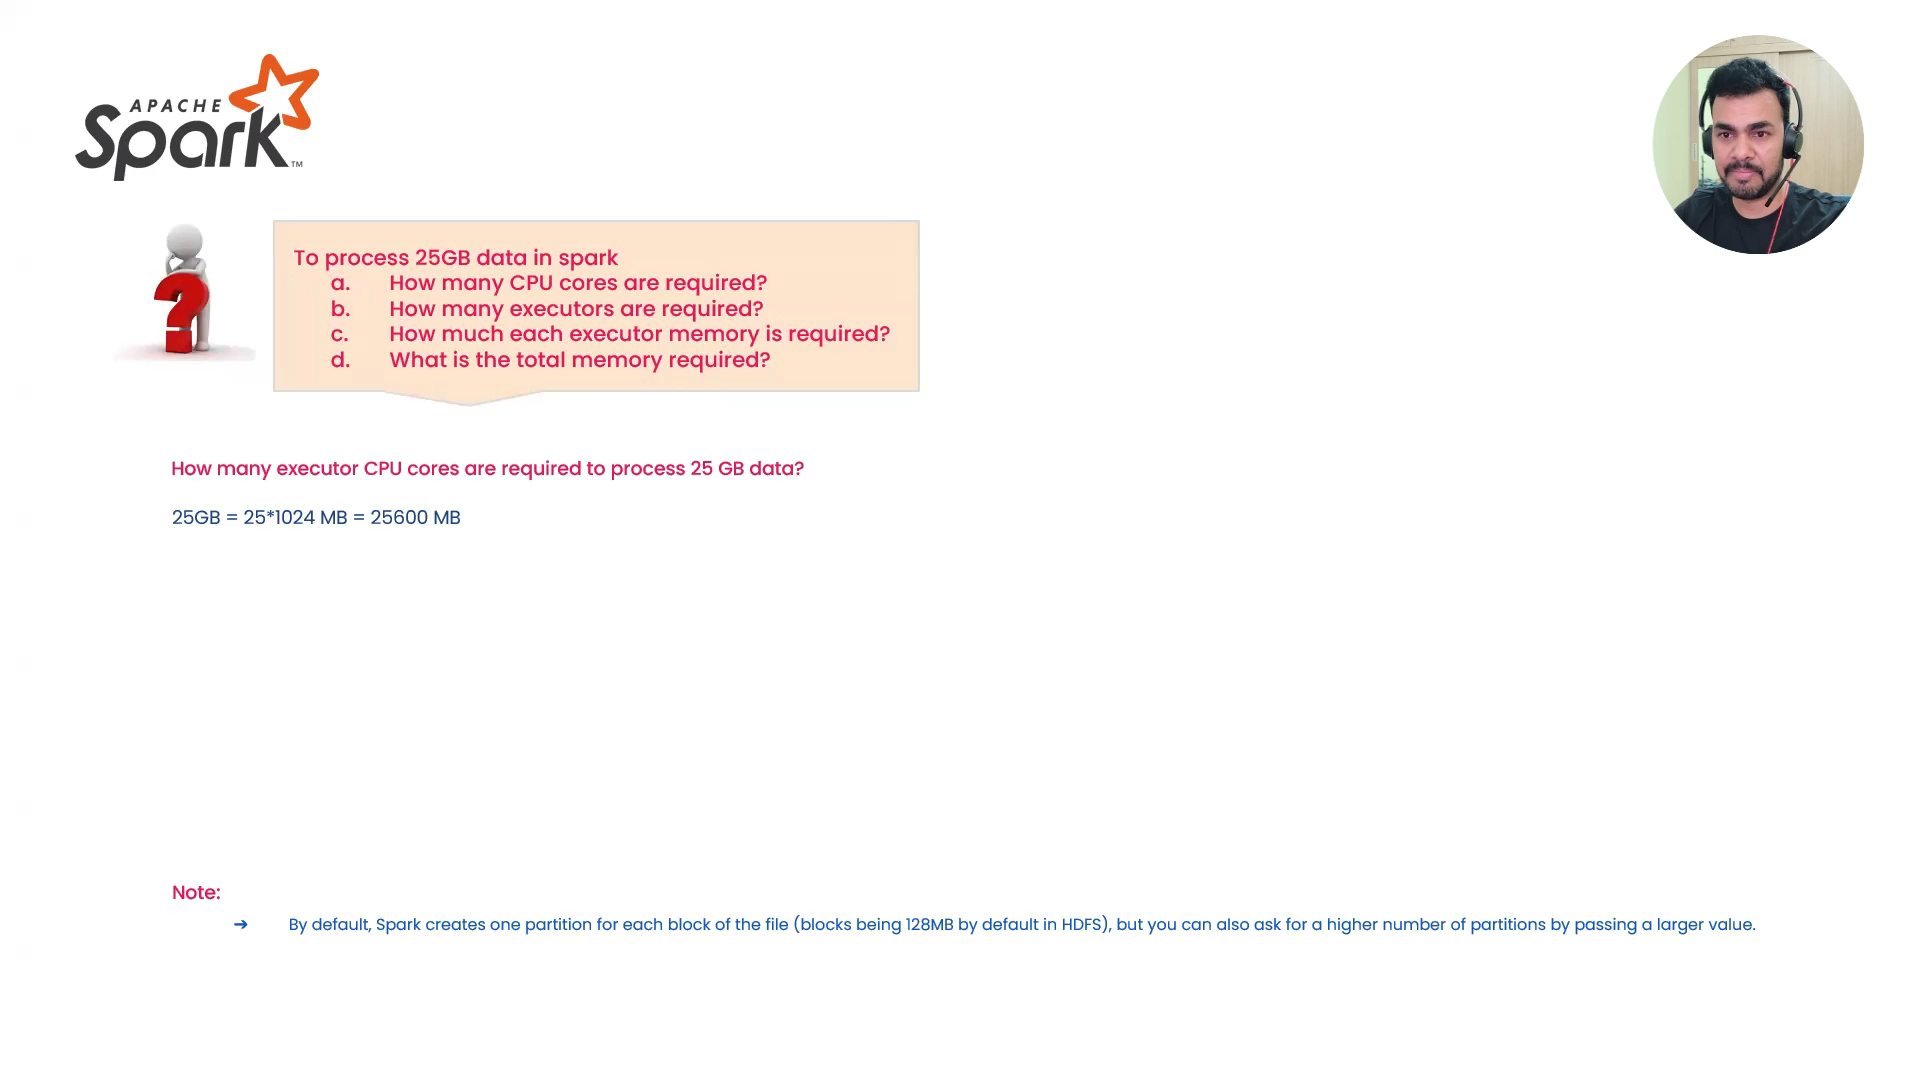 APACHE
Spark™
To process 25GB data in spark
a. How many CPU cores are required?
b. How many executors are required?
c. How much each executor memory is required?
d. What is the total memory required?
How many executor CPU cores are required to process 25 GB data?
25GB = 25*1024 MB = 25600 MB
Note:
➔ By default, Spark creates one partition for each block of the file (blocks being 128MB by default in HDFS), but you can also ask for a higher number of partitions by passing a larger value.